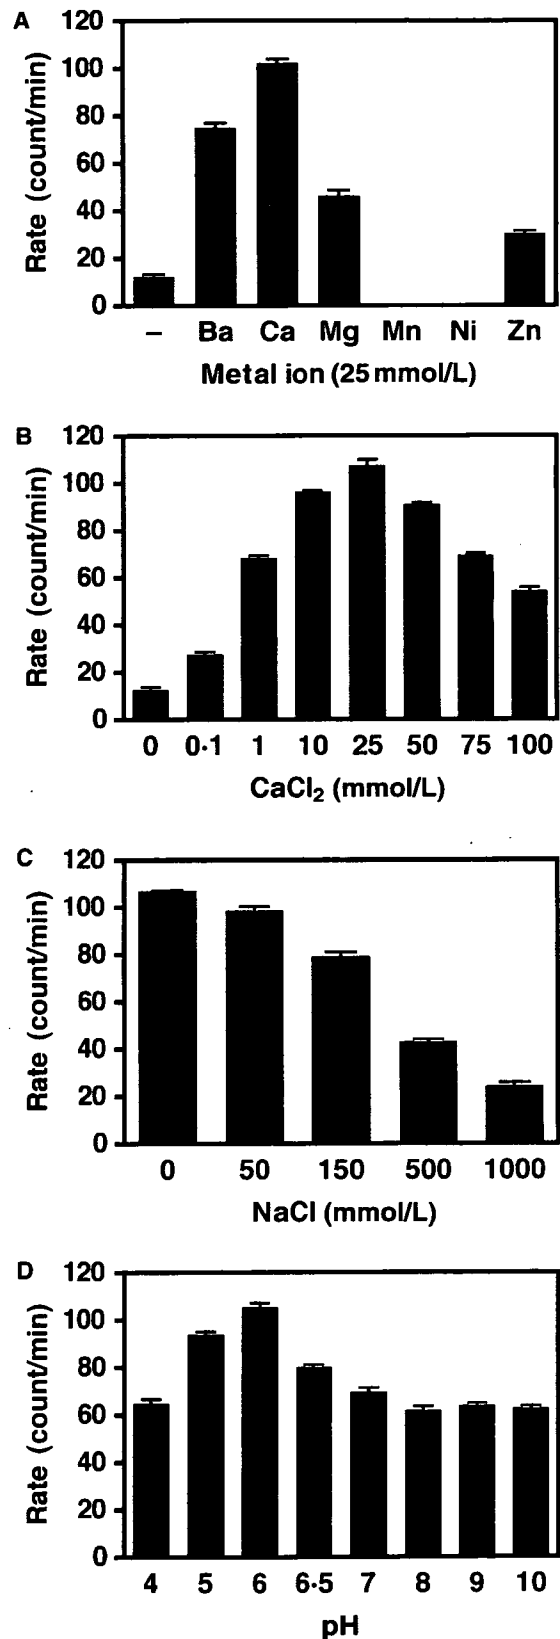 A
120
100
80
60
40
20
0
Rate (count/min)
– Ba Ca Mg Mn Ni Zn
Metal ion (25 mmol/L)
B
120
100
80
60
40
20
0
Rate (count/min)
0 0·1 1 10 25 50 75 100
CaCl₂ (mmol/L)
C
120
100
80
60
40
20
0
Rate (count/min)
0 50 150 500 1000
NaCl (mmol/L)
D
120
100
80
60
40
20
0
Rate (count/min)
4 5 6 6·5 7 8 9 10
pH